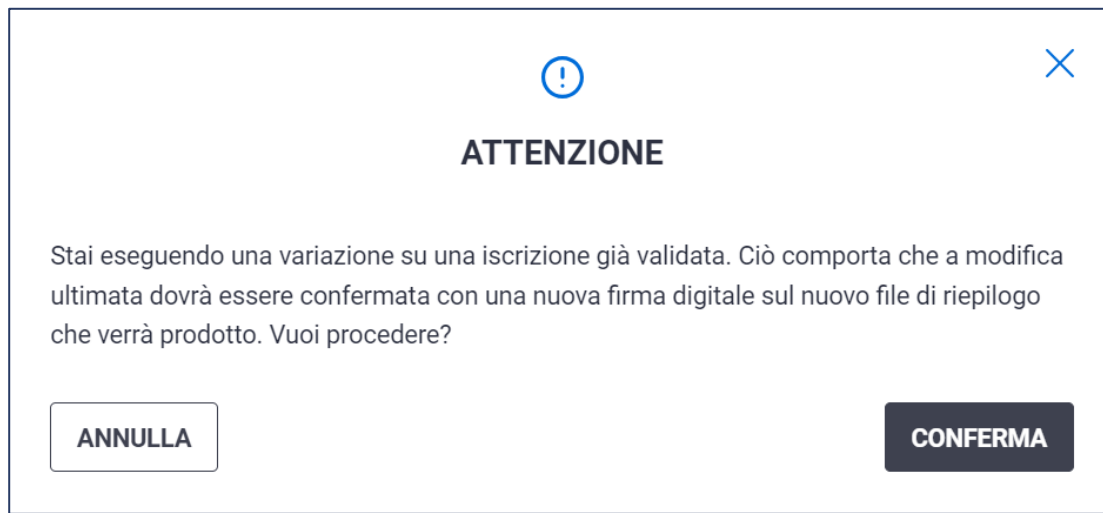 ATTENZIONE
Stai eseguendo una variazione su una iscrizione già validata. Ciò comporta che a modifica
ultimata dovrà essere confermata con una nuova firma digitale sul nuovo file di riepilogo
che verrà prodotto. Vuoi procedere?
ANNULLA
CONFERMA